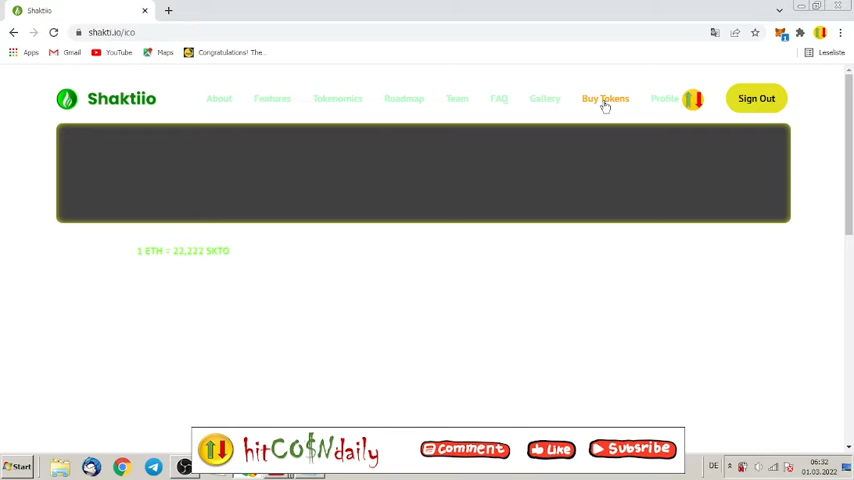 Shaktiio
shakti.io/ico
Apps
Gmail
YouTube
Maps
Congratulations! The...
Leseliste
Shaktiio
About
Features
Tokenomics
Roadmap
Team
FAQ
Gallery
Buy Tokens
Profile
Sign Out
1 ETH = 22,222 SKTO
hitCO$Ndaily
Comment
Like
Subscribe
Start
DE
06:32
01.03.2022